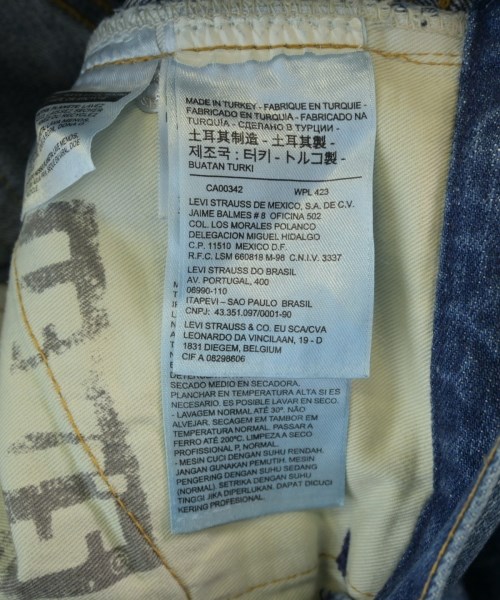 MADE IN TURKEY - FABRIQUE EN TURQUIE -
FABRICADO EN TURQUIA - FABRICADO NA
TURQUIA - СДЕЛАНО В ТУРЦИИ -
土耳其制造 - 土耳其製 -
제조국 : 터키 - トルコ製 -
BUATAN TURKI
CA00342 WPL 423
LEVI STRAUSS DE MEXICO, S.A. DE C.V.
JAIME BALMES # 8 OFICINA 502
COL. LOS MORALES POLANCO
DELEGACION MIGUEL HIDALGO
C.P. 11510 MEXICO D.F.
R.F.C. LSM 660818 M-98 C.N.I.V. 3337
LEVI STRAUSS DO BRASIL
AV. PORTUGAL, 400
06990-110
ITAPEVI – SAO PAULO BRASIL
CNPJ: 43.351.097/0001-90
LEVI STRAUSS & CO. EU SCA/CVA
LEONARDO DA VINCILAAN, 19 - D
1831 DIEGEM, BELGIUM
CIF A 08298606
SECADO MEDIO EN SECADORA.
PLANCHAR EN TEMPERATURA ALTA SI ES
NECESARIO. ES POSIBLE LAVAR EN SECO.
- LAVAGEM NORMAL ATÉ 30º. NÃO
ALVEJAR. SECAGEM EM TAMBOR EM
TEMPERATURA NORMAL. PASSAR A
FERRO ATÉ 200ºC. LIMPEZA A SECO
PROFISSIONAL P, NORMAL.
- MESIN CUCI DENGAN SUHU RENDAH.
JANGAN GUNAKAN PEMUTIH. MESIN
PENGERING DENGAN SUHU SEDANG
(NORMAL). SETRIKA DENGAN SUHU
TINGGI JIKA DIPERLUKAN. DAPAT DICUCI
KERING PROFESSIONAL.